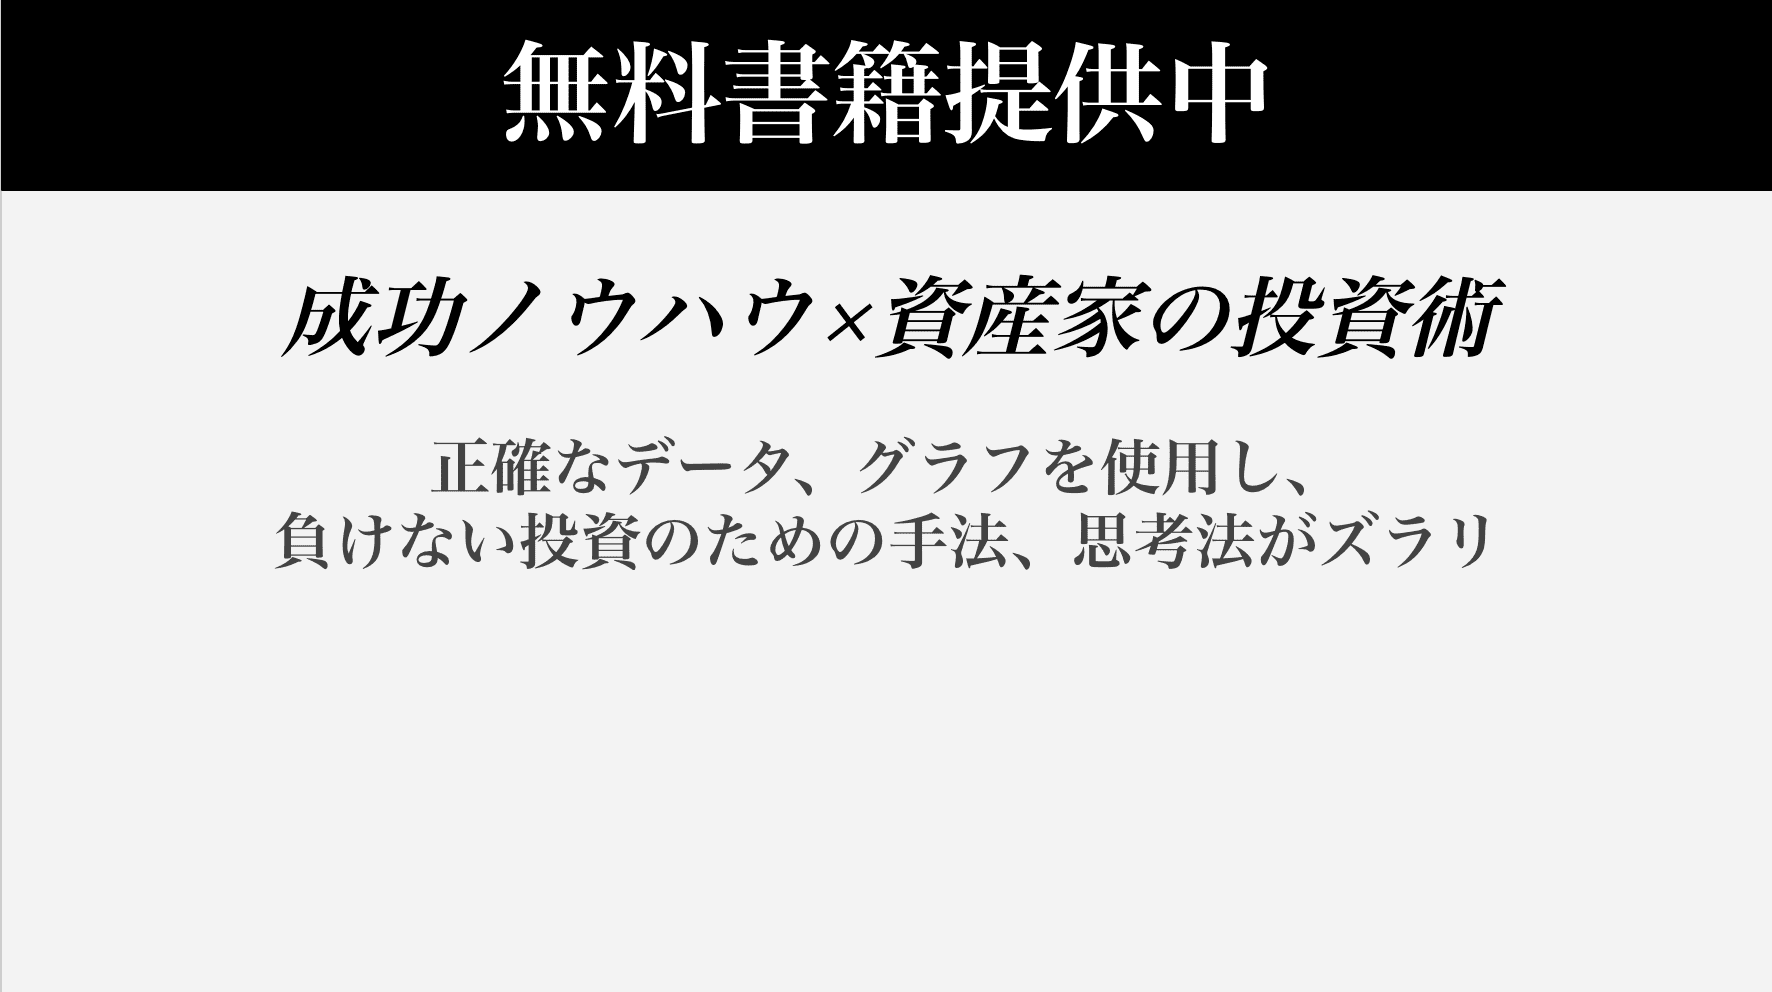 無料書籍提供中
成功ノウハウ×資産家の投資術
正確なデータ、グラフを使用し、
負けない投資のための手法、思考法がズラリ